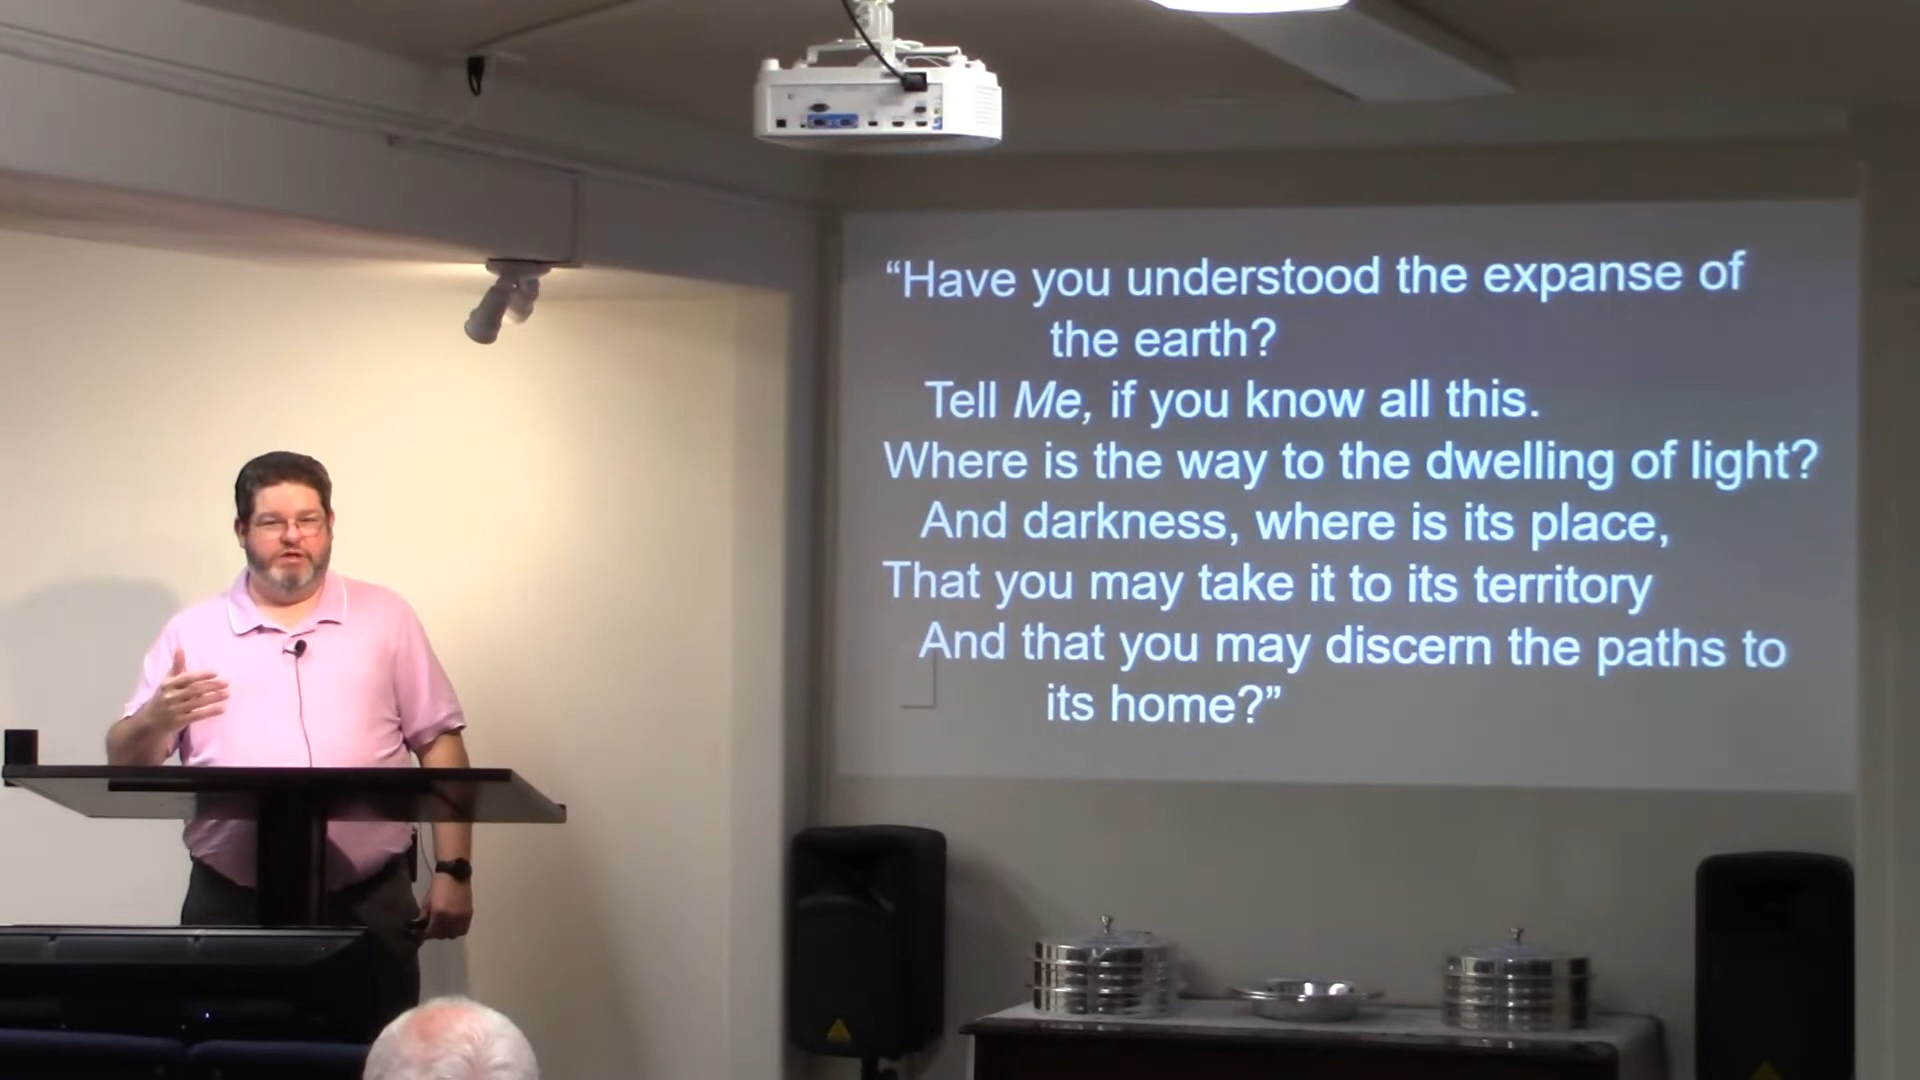 “Have you understood the expanse of
the earth?
Tell Me, if you know all this.
Where is the way to the dwelling of light?
And darkness, where is its place,
That you may take it to its territory
And that you may discern the paths to
its home?”